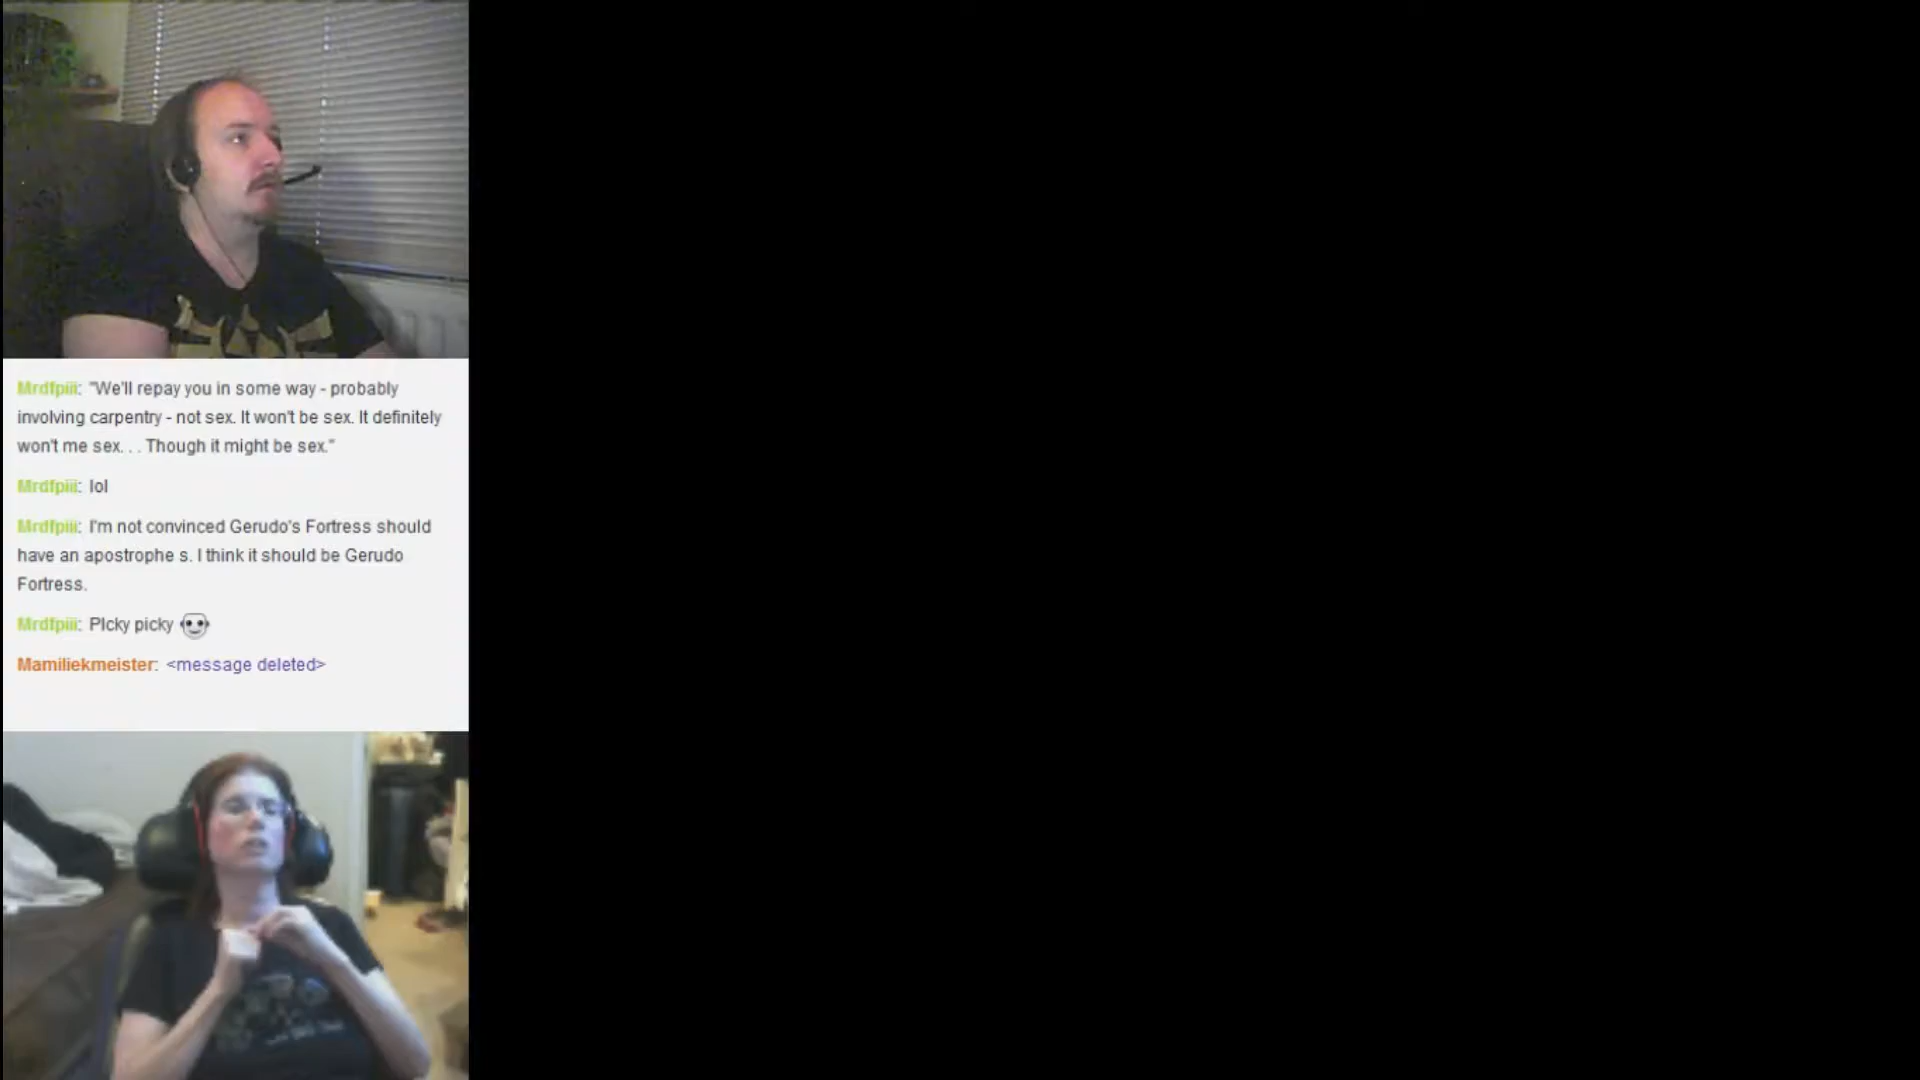 Mrdfpiii: "We'll repay you in some way - probably
involving carpentry - not sex. It won't be sex. It definitely
won't me sex. . . Though it might be sex."
Mrdfpiii: lol
Mrdfpiii: I'm not convinced Gerudo's Fortress should
have an apostrophe s. I think it should be Gerudo
Fortress.
Mrdfpiii: PIcky picky
Mamiliekmeister: <message deleted>